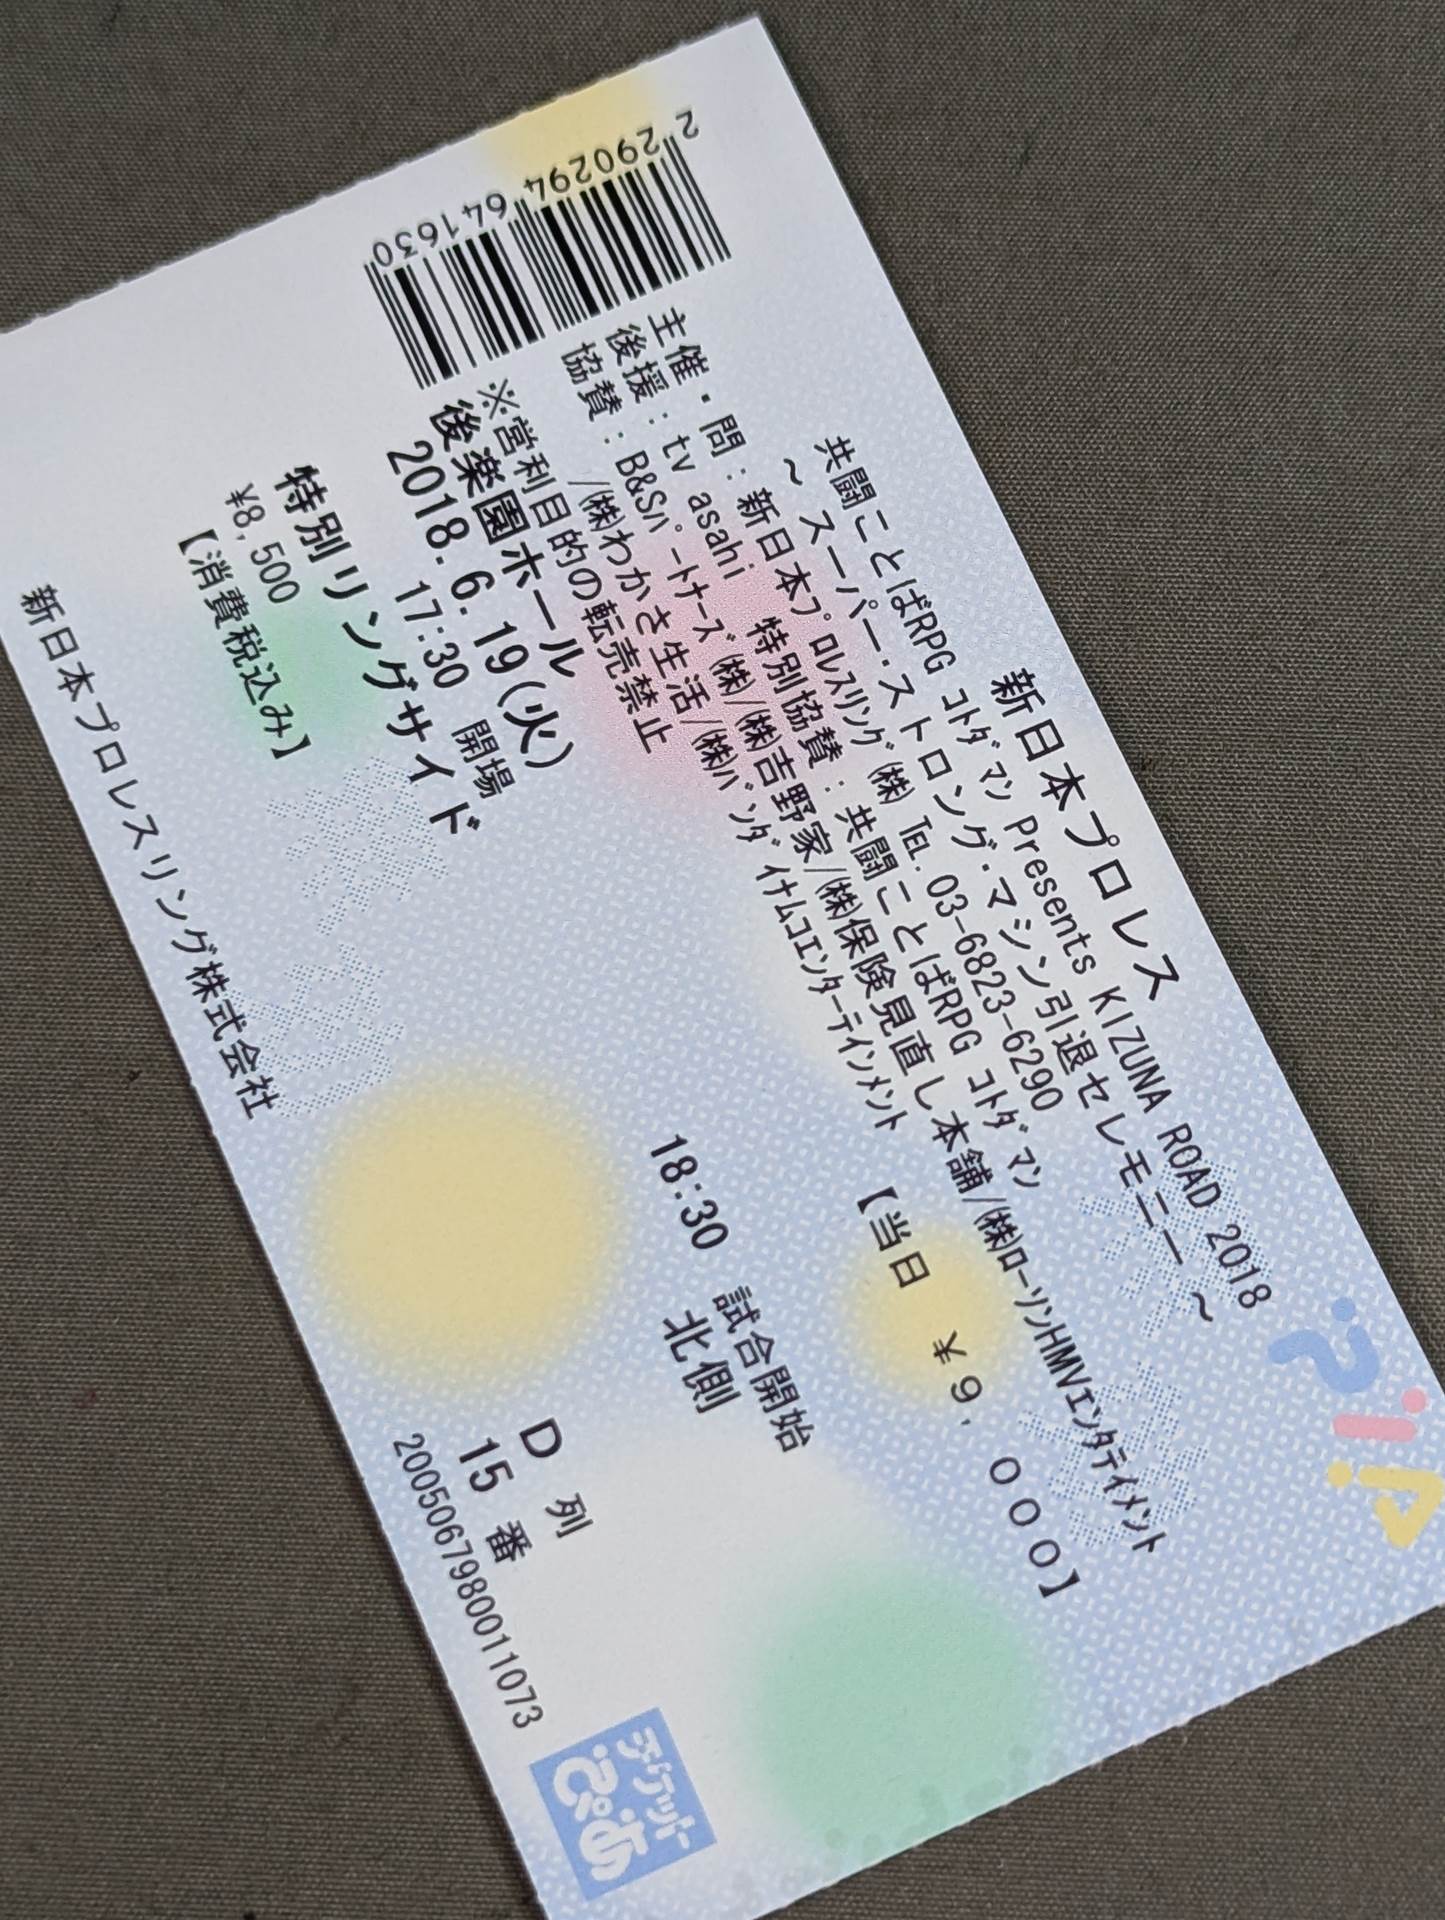 新日本プロレス
共闘ことばRPG コトダマン Presents KIZUNA ROAD 2018
～ スーパー・ストロング・マシン引退セレモニー ～
主催・問:新日本プロレスリング㈱ ℡.03-6823-6290
後援:tv asahi 特別協賛:共闘ことばRPG コトダマン
協賛:B&Sパートナーズ㈱/㈱吉野家/㈱保険見直し本舗/㈱ローソンHMVエンタテイメント
/㈱わかさ生活/㈱バンダイナムコエンターテインメント
※営利目的の転売禁止 【当日 ¥9,000】
後楽園ホール
2018. 6. 19(火)
17:30 開場 18:30 試合開始
特別リングサイド 北側
¥8,500 D 列
【消費税込み】 15 番
新日本プロレスリング株式会社
2005067980011073
2 290294 641630
チケットぴあ